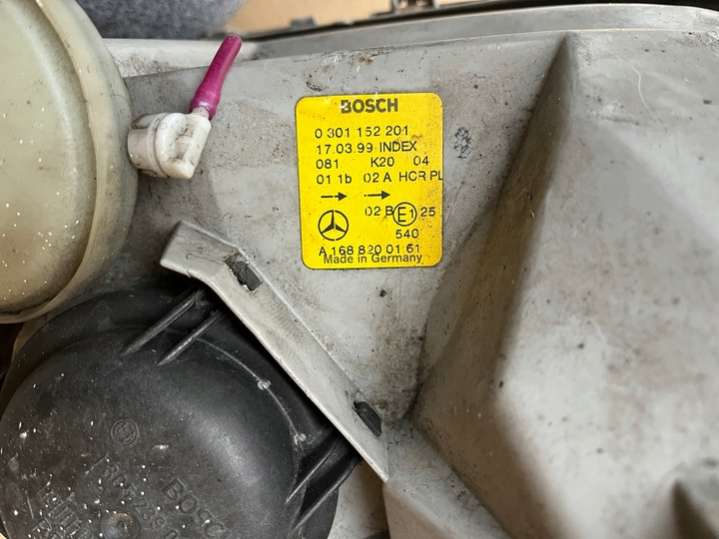 BOSCH
0 301 152 201
17.03.99 INDEX
081 K20 04
01 1b 02 A HCR PL
02 B E1 25
540
A 168 820 01 61
Made in Germany
BOSC